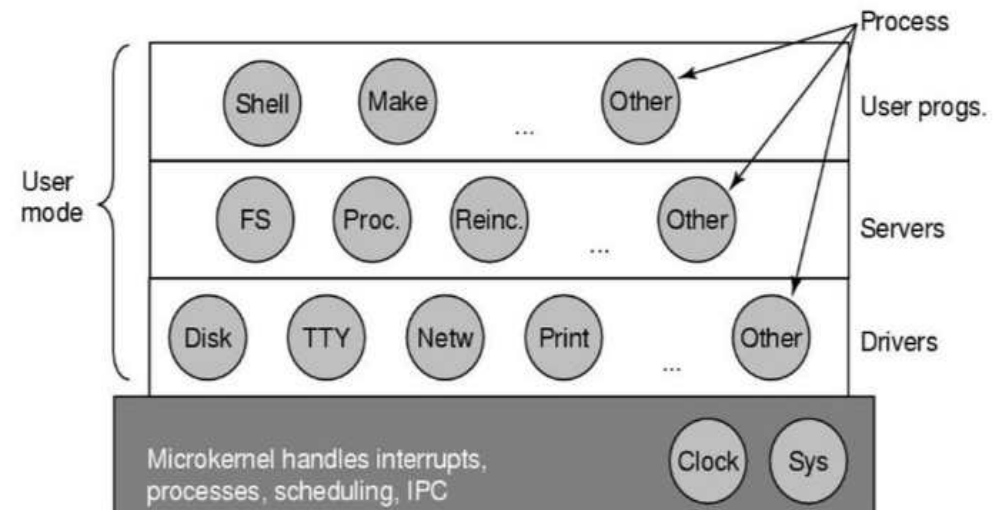 Process
Shell Make ... Other User progs.
User
mode
FS Proc. Reinc. ... Other Servers
Disk TTY Netw Print ... Other Drivers
Microkernel handles interrupts,
processes, scheduling, IPC
Clock Sys